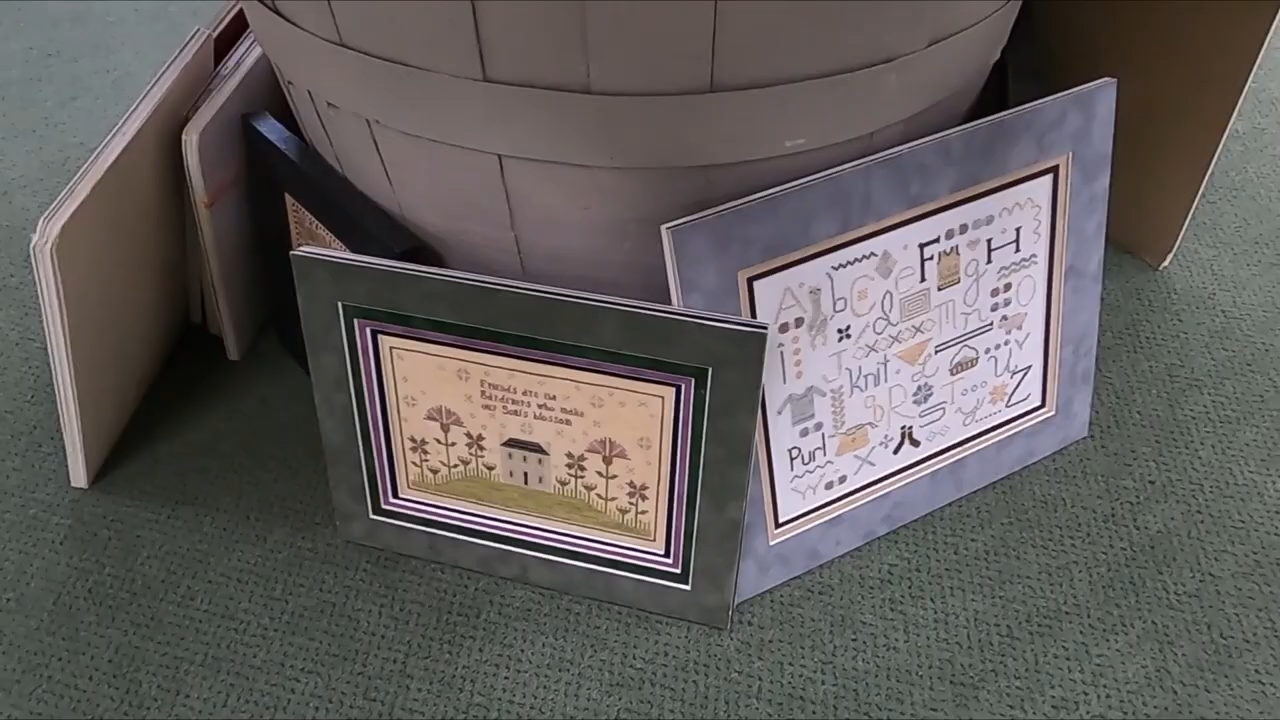 Friends are the
Gardeners who make
our Souls blossom
A b C d e F g H
i J Knit L m n O
Purl q R S T U V
W X y Z